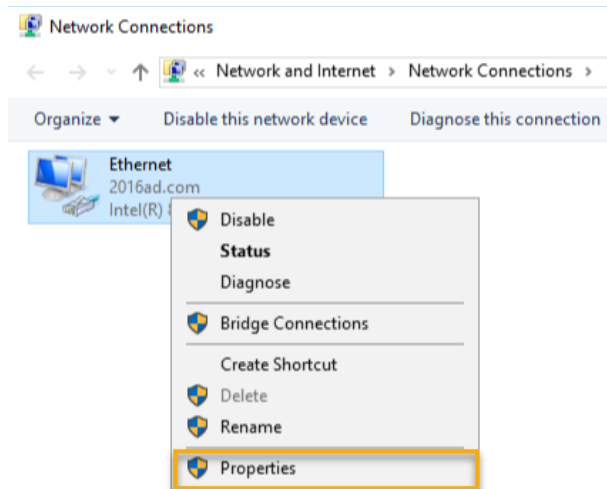 Network Connections
« Network and Internet > Network Connections >
Organize ▼ Disable this network device Diagnose this connection
Ethernet
2016ad.com
Intel(R)
Disable
Status
Diagnose
Bridge Connections
Create Shortcut
Delete
Rename
Properties